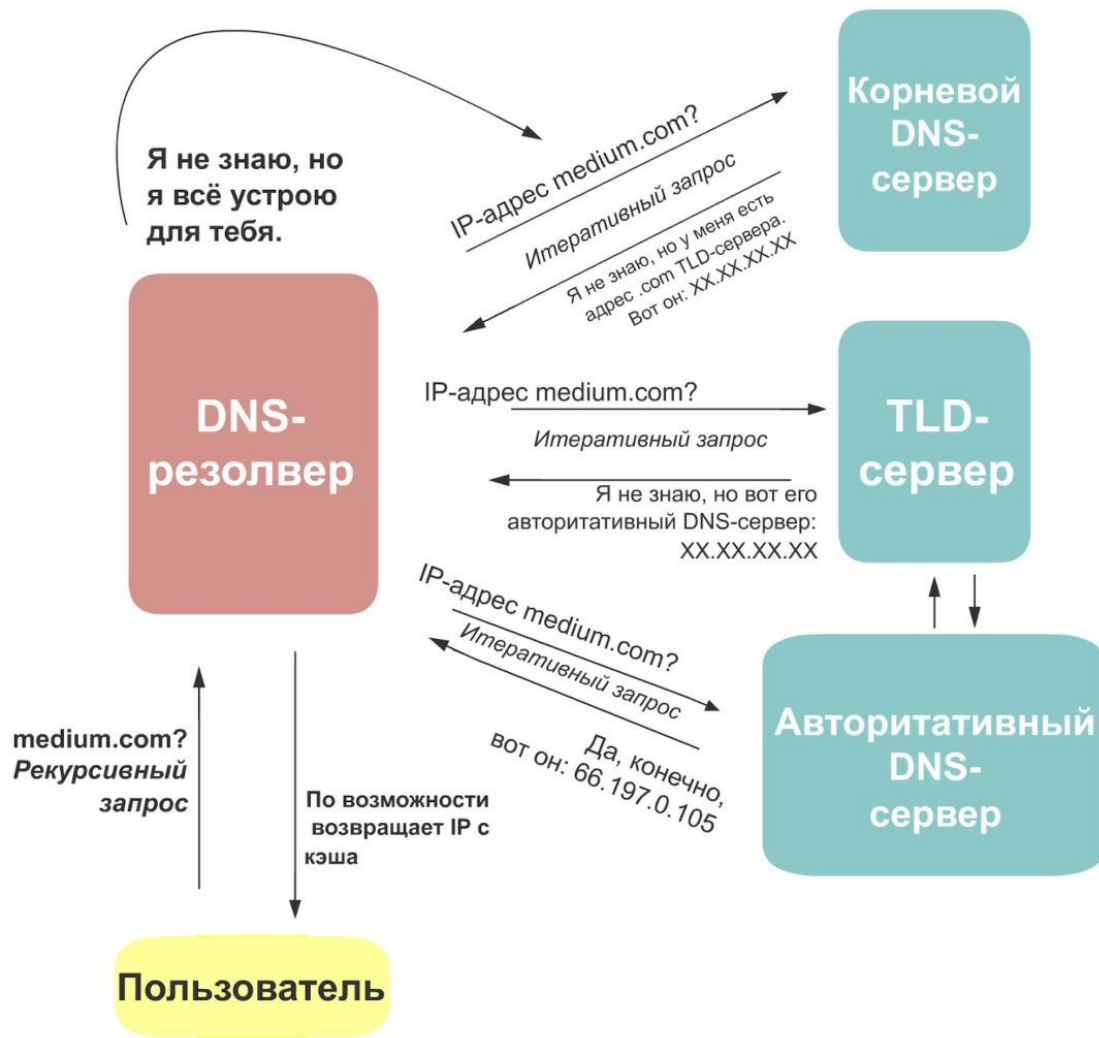 Я не знаю, но
я всё устрою
для тебя.
IP-адрес medium.com?
Итеративный запрос
Я не знаю, но у меня есть
адрес .com TLD-сервера.
Вот он: XX.XX.XX.XX
Корневой
DNS-
сервер
DNS-
резолвер
IP-адрес medium.com?
Итеративный запрос
Я не знаю, но вот его
авторитативный DNS-сервер:
XX.XX.XX.XX
TLD-
сервер
IP-адрес medium.com?
Итеративный запрос
Да, конечно,
вот он: 66.197.0.105
Авторитативный
DNS-
сервер
medium.com?
Рекурсивный
запрос
По возможности
возвращает IP с
кэша
Пользователь